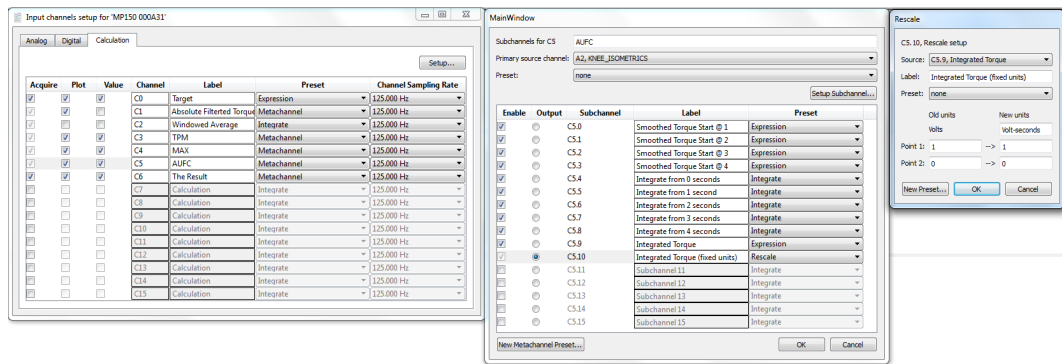 Input channels setup for 'MP150 000A31'
Analog Digital Calculation
Setup...
Acquire Plot Value Channel Label Preset Channel Sampling Rate
C0 Target Expression 125.000 Hz
C1 Absolute Filtered Torque Metachannel 125.000 Hz
C2 Windowed Average Integrate 125.000 Hz
C3 TPM Metachannel 125.000 Hz
C4 MAX Metachannel 125.000 Hz
C5 AUFC Metachannel 125.000 Hz
C6 The Result Metachannel 125.000 Hz
C7 Calculation Integrate 125.000 Hz
C8 Calculation Integrate 125.000 Hz
C9 Calculation Integrate 125.000 Hz
C10 Calculation Integrate 125.000 Hz
C11 Calculation Integrate 125.000 Hz
C12 Calculation Integrate 125.000 Hz
C13 Calculation Integrate 125.000 Hz
C14 Calculation Integrate 125.000 Hz
C15 Calculation Integrate 125.000 Hz
MainWindow
Subchannels for C5 AUFC
Primary source channel: A2, KNEE_ISOMETRICS
Preset: none
Setup Subchannel...
Enable Output Subchannel Label Preset
C5.0 Smoothed Torque Start @ 1 Expression
C5.1 Smoothed Torque Start @ 2 Expression
C5.2 Smoothed Torque Start @ 3 Expression
C5.3 Smoothed Torque Start @ 4 Expression
C5.4 Integrate from 0 seconds Integrate
C5.5 Integrate from 1 second Integrate
C5.6 Integrate from 2 seconds Integrate
C5.7 Integrate from 3 seconds Integrate
C5.8 Integrate from 4 seconds Integrate
C5.9 Integrated Torque Expression
C5.10 Integrated Torque (fixed units) Rescale
C5.11 Subchannel 11 Integrate
C5.12 Subchannel 12 Integrate
C5.13 Subchannel 13 Integrate
C5.14 Subchannel 14 Integrate
C5.15 Subchannel 15 Integrate
New Metachannel Preset... OK Cancel
Rescale
C5.10, Rescale setup
Source: C5.9, Integrated Torque
Label: Integrated Torque (fixed units)
Preset: none
Old units New units
Volts Volt-seconds
Point 1: 1 --> 1
Point 2: 0 --> 0
New Preset... OK Cancel